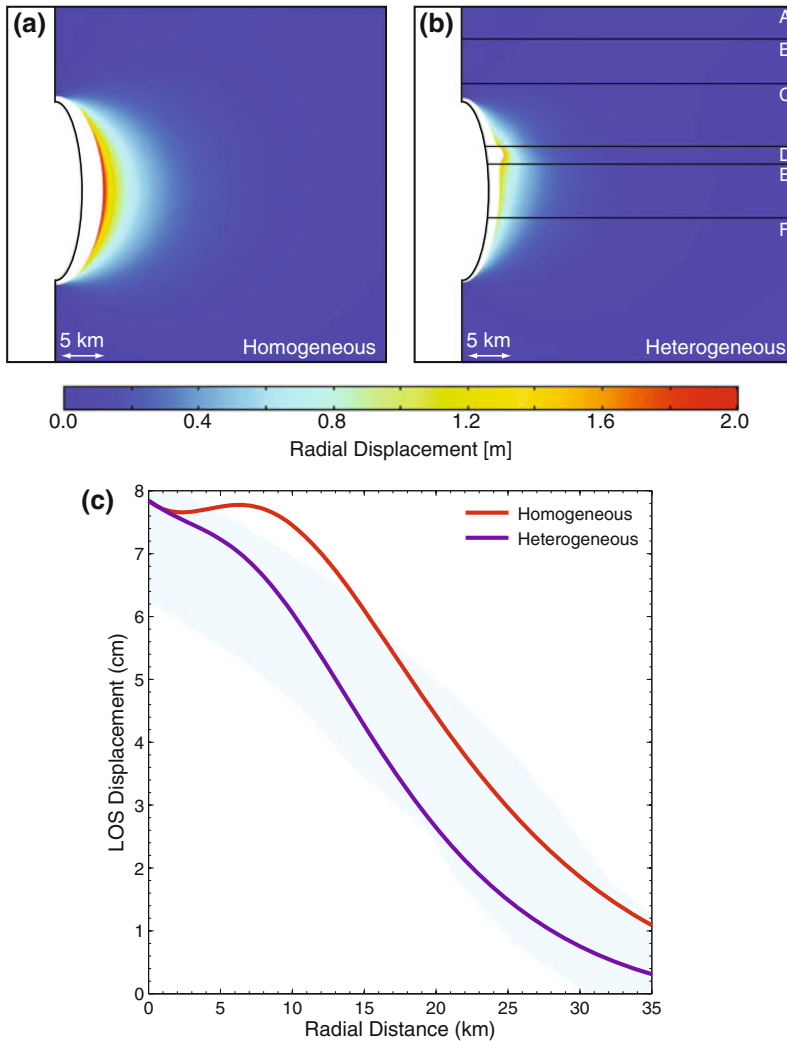 (a)
5 km
Homogeneous
(b)
A
B
C
D
E
F
5 km
Heterogeneous
0.0 0.4 0.8 1.2 1.6 2.0
Radial Displacement [m]
(c)
Homogeneous
Heterogeneous
8
7
6
5
4
3
2
1
0
LOS Displacement (cm)
0 5 10 15 20 25 30 35
Radial Distance (km)